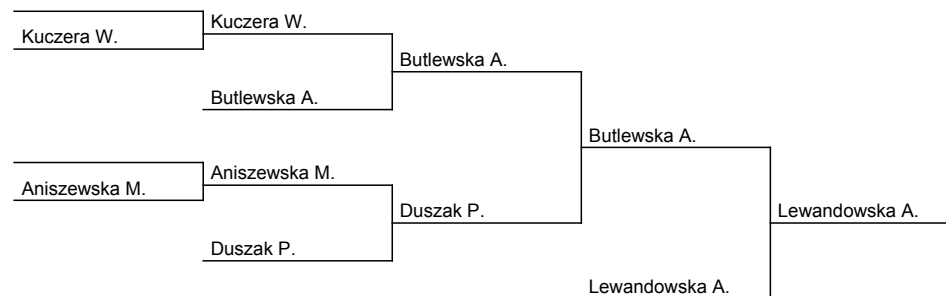 Kuczera W.
Kuczera W.
Butlewska A.
Butlewska A.
Butlewska A.
Aniszewska M.
Aniszewska M.
Duszak P.
Lewandowska A.
Duszak P.
Lewandowska A.